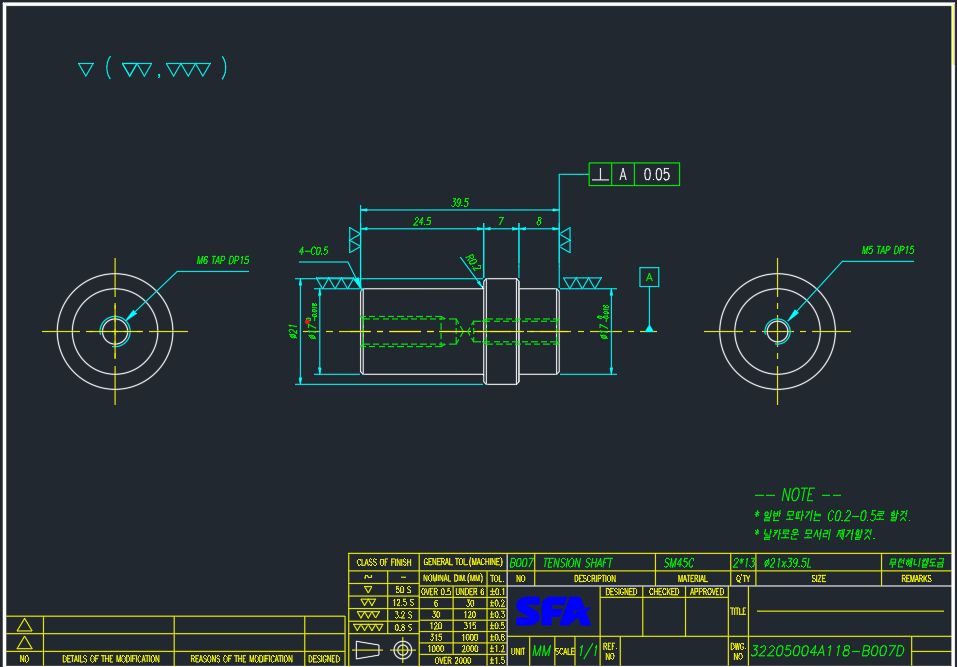 ▽ ( ▽▽ , ▽▽▽ )
⊥ A 0.05
39.5
24.5 7 8
4-C0.5
R0.2
M6 TAP DP15
M5 TAP DP15
A
ø21
ø17 -0.018
ø17 0 -0.018
-- NOTE --
* 일반 모따기는 C0.2-0.5로 할것.
* 날카로운 모서리 제거할것.
B007 TENSION SHAFT SM45C 2*13 ø21x39.5L 무전해니켈도금
NO DESCRIPTION MATERIAL Q'TY SIZE REMARKS
CLASS OF FINISH
~ -
▽ 50 S
▽▽ 12.5 S
▽▽▽ 3.2 S
▽▽▽▽ 0.8 S
GENERAL TOL.(MACHINE)
NOMINAL DIM.(MM) TOL.
OVER 0.5 UNDER 6 ±0.1
6 30 ±0.2
30 120 ±0.3
120 315 ±0.5
315 1000 ±0.8
1000 2000 ±1.2
OVER 2000 ±1.5
SFA
DESIGNED CHECKED APPROVED
TITLE
UNIT MM SCALE 1/1 REF. NO
DWG. NO 32205004A118-B007D
NO DETAILS OF THE MODIFICATION REASONS OF THE MODIFICATION DESIGNED